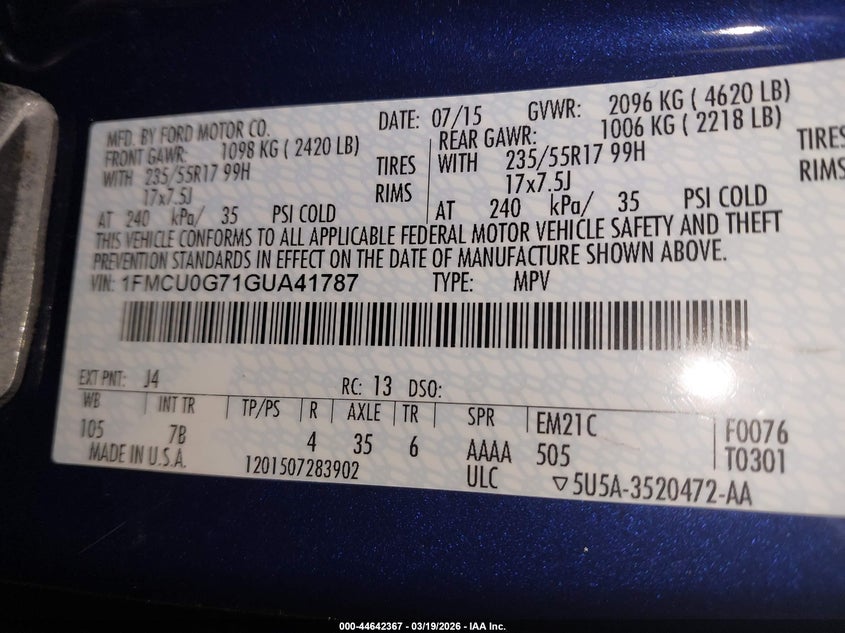 MFD. BY FORD MOTOR CO.
DATE: 07/15 GVWR: 2096 KG ( 4620 LB)
FRONT GAWR: 1098 KG ( 2420 LB)
REAR GAWR: 1006 KG ( 2218 LB)
WITH 235/55R17 99H TIRES
WITH 235/55R17 99H TIRES
17x7.5J RIMS
17x7.5J RIMS
AT 240 kPa/ 35 PSI COLD
AT 240 kPa/ 35 PSI COLD
THIS VEHICLE CONFORMS TO ALL APPLICABLE FEDERAL MOTOR VEHICLE SAFETY AND THEFT
PREVENTION STANDARDS IN EFFECT ON THE DATE OF MANUFACTURE SHOWN ABOVE.
VIN: 1FMCU0G71GUA41787 TYPE: MPV
EXT PNT: J4 RC: 13 DSO:
WB INT TR TP/PS R AXLE TR SPR EM21C F0076
105 7B 4 35 6 AAAA 505 T0301
MADE IN U.S.A. 1201507283902 ULC ▽5U5A-3520472-AA
000-44642367 | 03/19/2026 | IAA Inc.